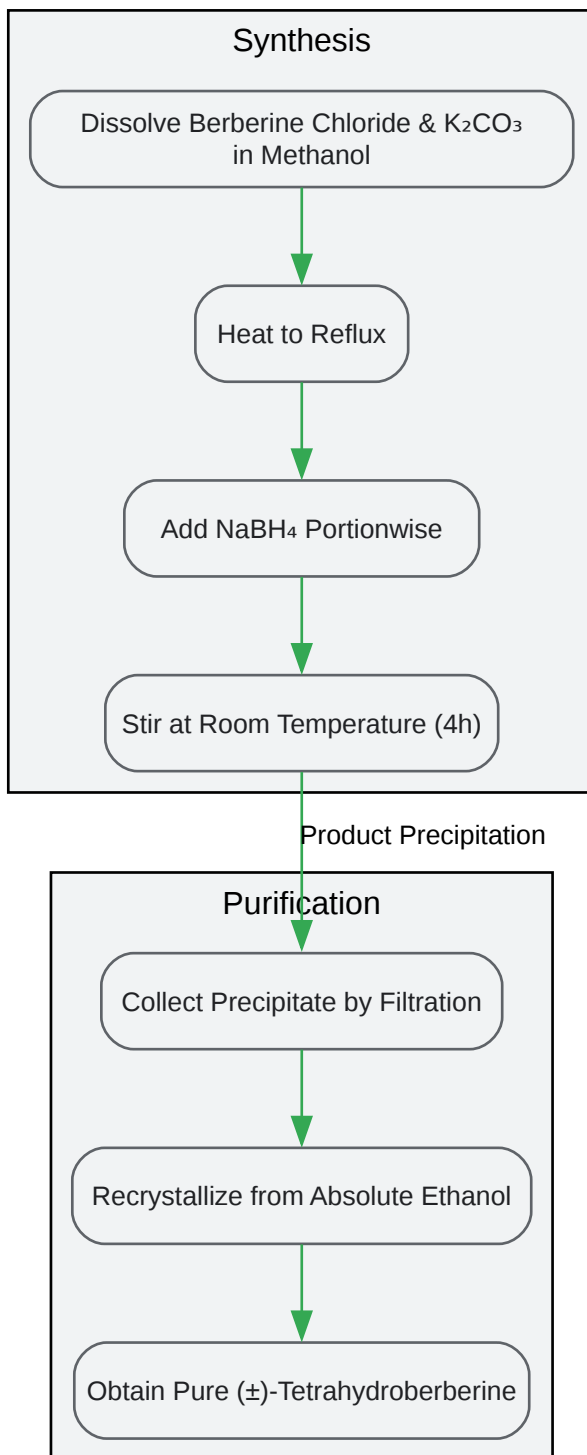 Synthesis
Dissolve Berberine Chloride & K₂CO₃
in Methanol
Heat to Reflux
Add NaBH₄ Portionwise
Stir at Room Temperature (4h)
Product Precipitation
Purification
Collect Precipitate by Filtration
Recrystallize from Absolute Ethanol
Obtain Pure (±)-Tetrahydroberberine